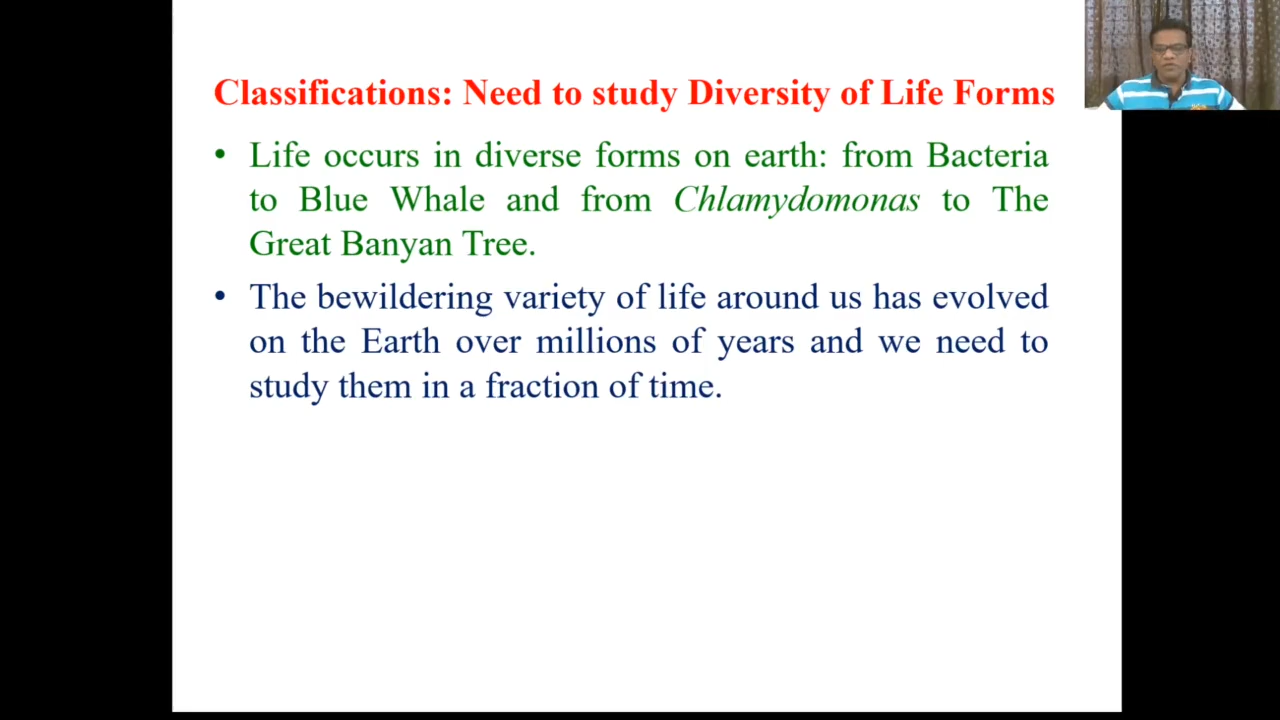 Classifications: Need to study Diversity of Life Forms
• Life occurs in diverse forms on earth: from Bacteria
to Blue Whale and from Chlamydomonas to The
Great Banyan Tree.
• The bewildering variety of life around us has evolved
on the Earth over millions of years and we need to
study them in a fraction of time.